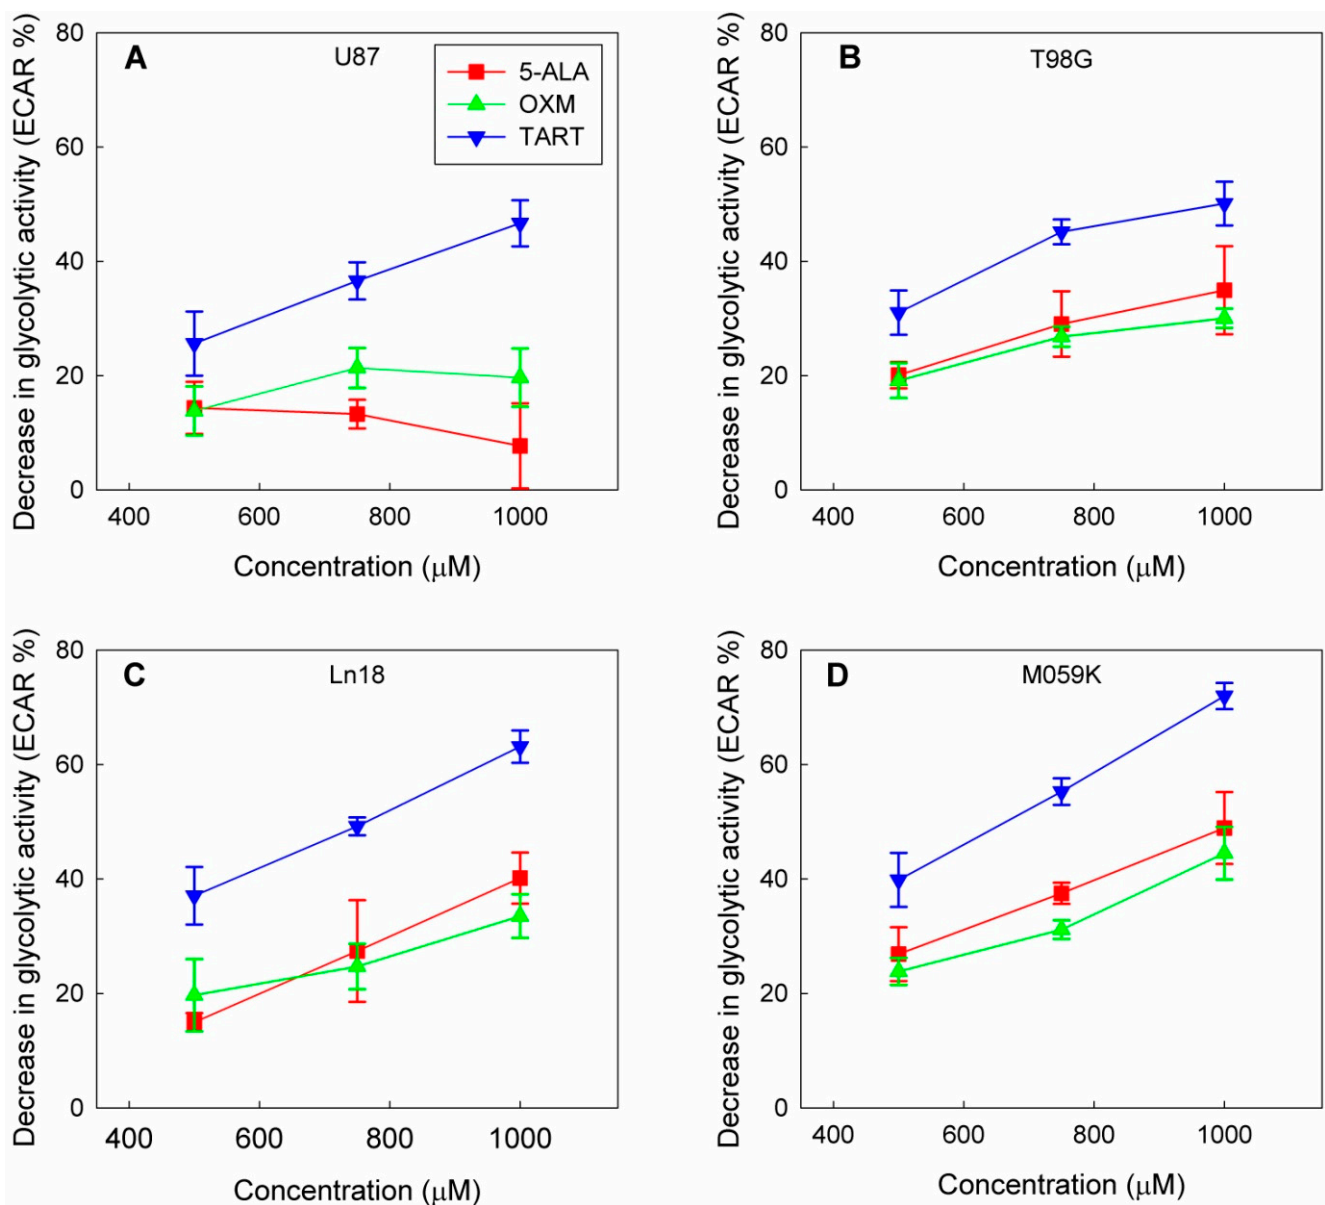 A
U87
5-ALA
OXM
TART
80
60
40
20
0
400 600 800 1000
Concentration (μM)
Decrease in glycolytic activity (ECAR %)
B
T98G
80
60
40
20
0
400 600 800 1000
Concentration (μM)
Decrease in glycolytic activity (ECAR %)
C
Ln18
80
60
40
20
0
400 600 800 1000
Concentration (μM)
Decrease in glycolytic activity (ECAR %)
D
M059K
80
60
40
20
0
400 600 800 1000
Concentration (μM)
Decrease in glycolytic activity (ECAR %)